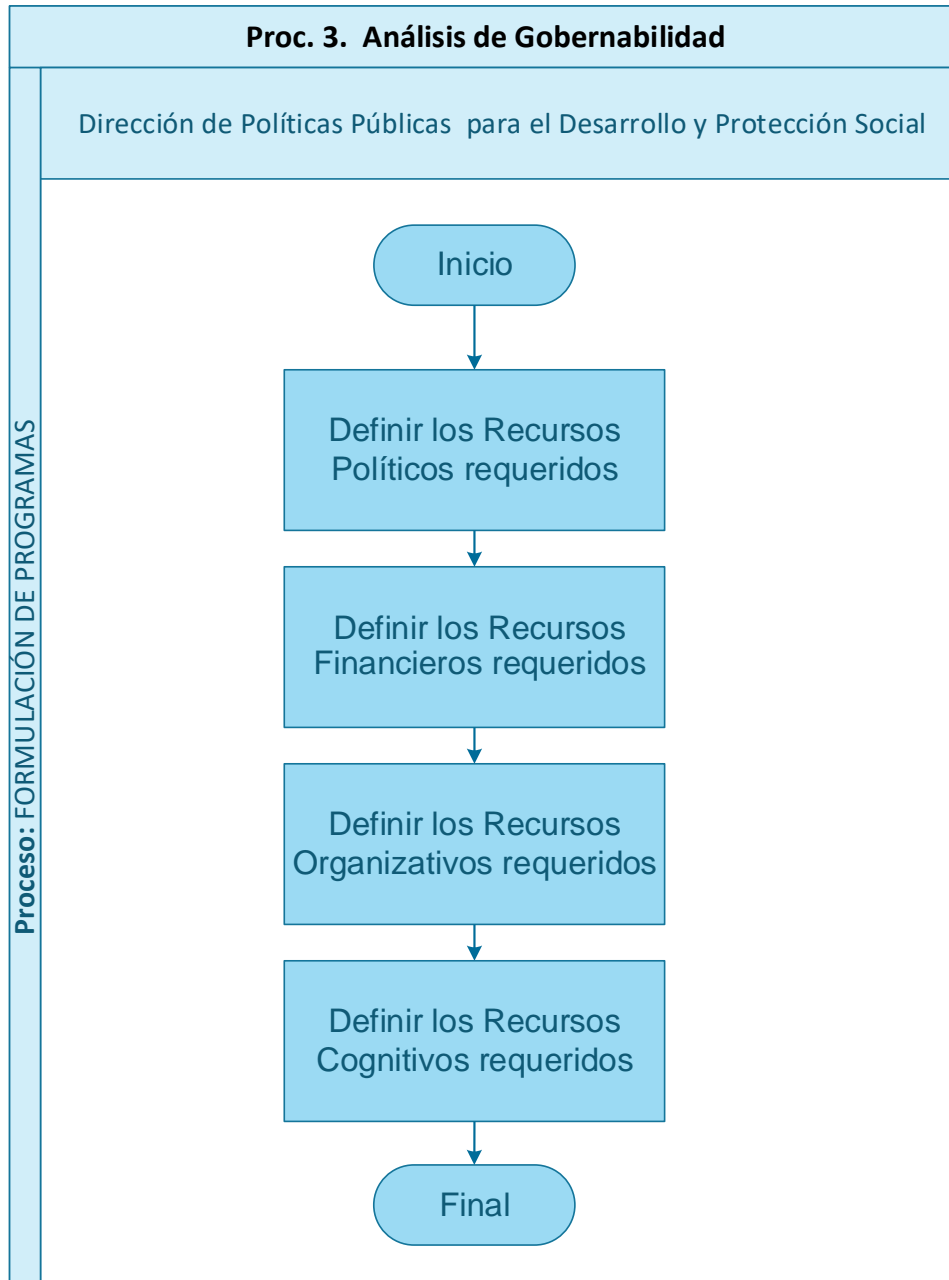 Proc. 3.  Análisis de Gobernabilidad
Dirección de Políticas Públicas  para el Desarrollo y Protección Social
Proceso: FORMULACIÓN DE PROGRAMAS
Inicio
Definir los Recursos
Políticos requeridos
Definir los Recursos
Financieros requeridos
Definir los Recursos
Organizativos requeridos
Definir los Recursos
Cognitivos requeridos
Final